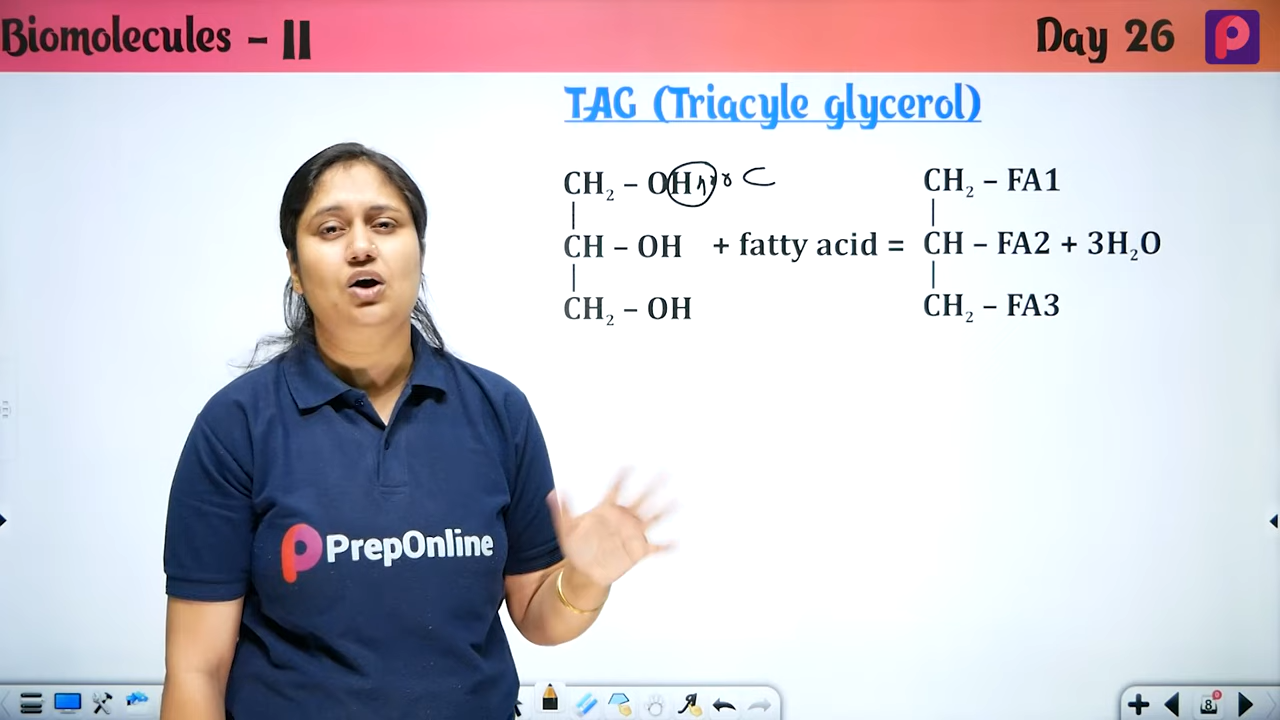 Biomolecules – II
Day 26
TAG (Triacyle glycerol)
CH₂ – OH
CH – OH + fatty acid =
CH₂ – OH
CH₂ – FA1
CH – FA2 + 3H₂O
CH₂ – FA3
PrepOnline
8